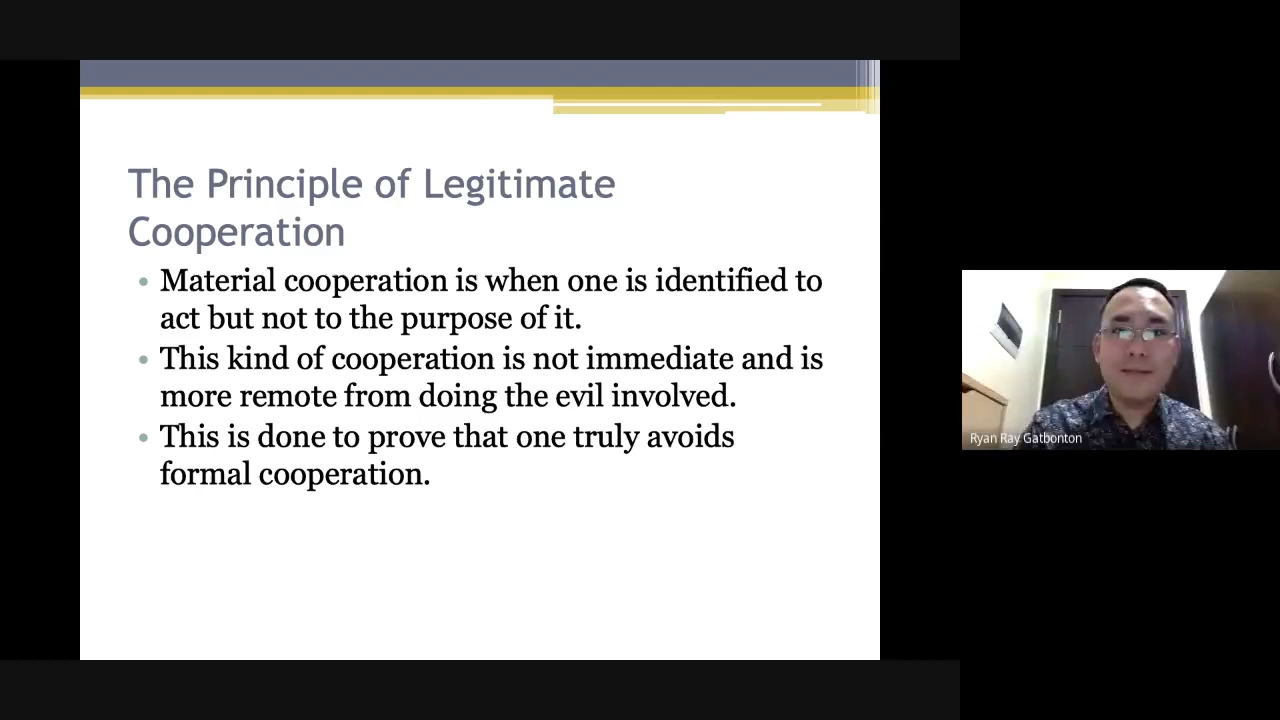 The Principle of Legitimate
Cooperation
• Material cooperation is when one is identified to
act but not to the purpose of it.
• This kind of cooperation is not immediate and is
more remote from doing the evil involved.
• This is done to prove that one truly avoids
formal cooperation.
Ryan Ray Gatbonton